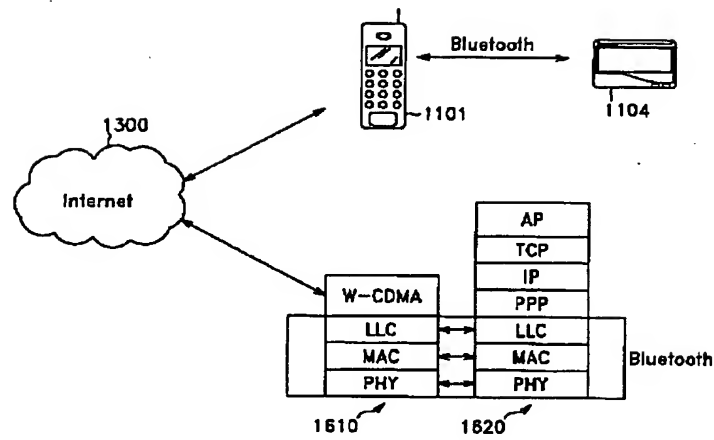 Bluetooth
1101
1104
1300
Internet
AP
TCP
IP
PPP
W-CDMA
LLC
LLC
MAC
MAC
Bluetooth
PHY
PHY
1610
1620